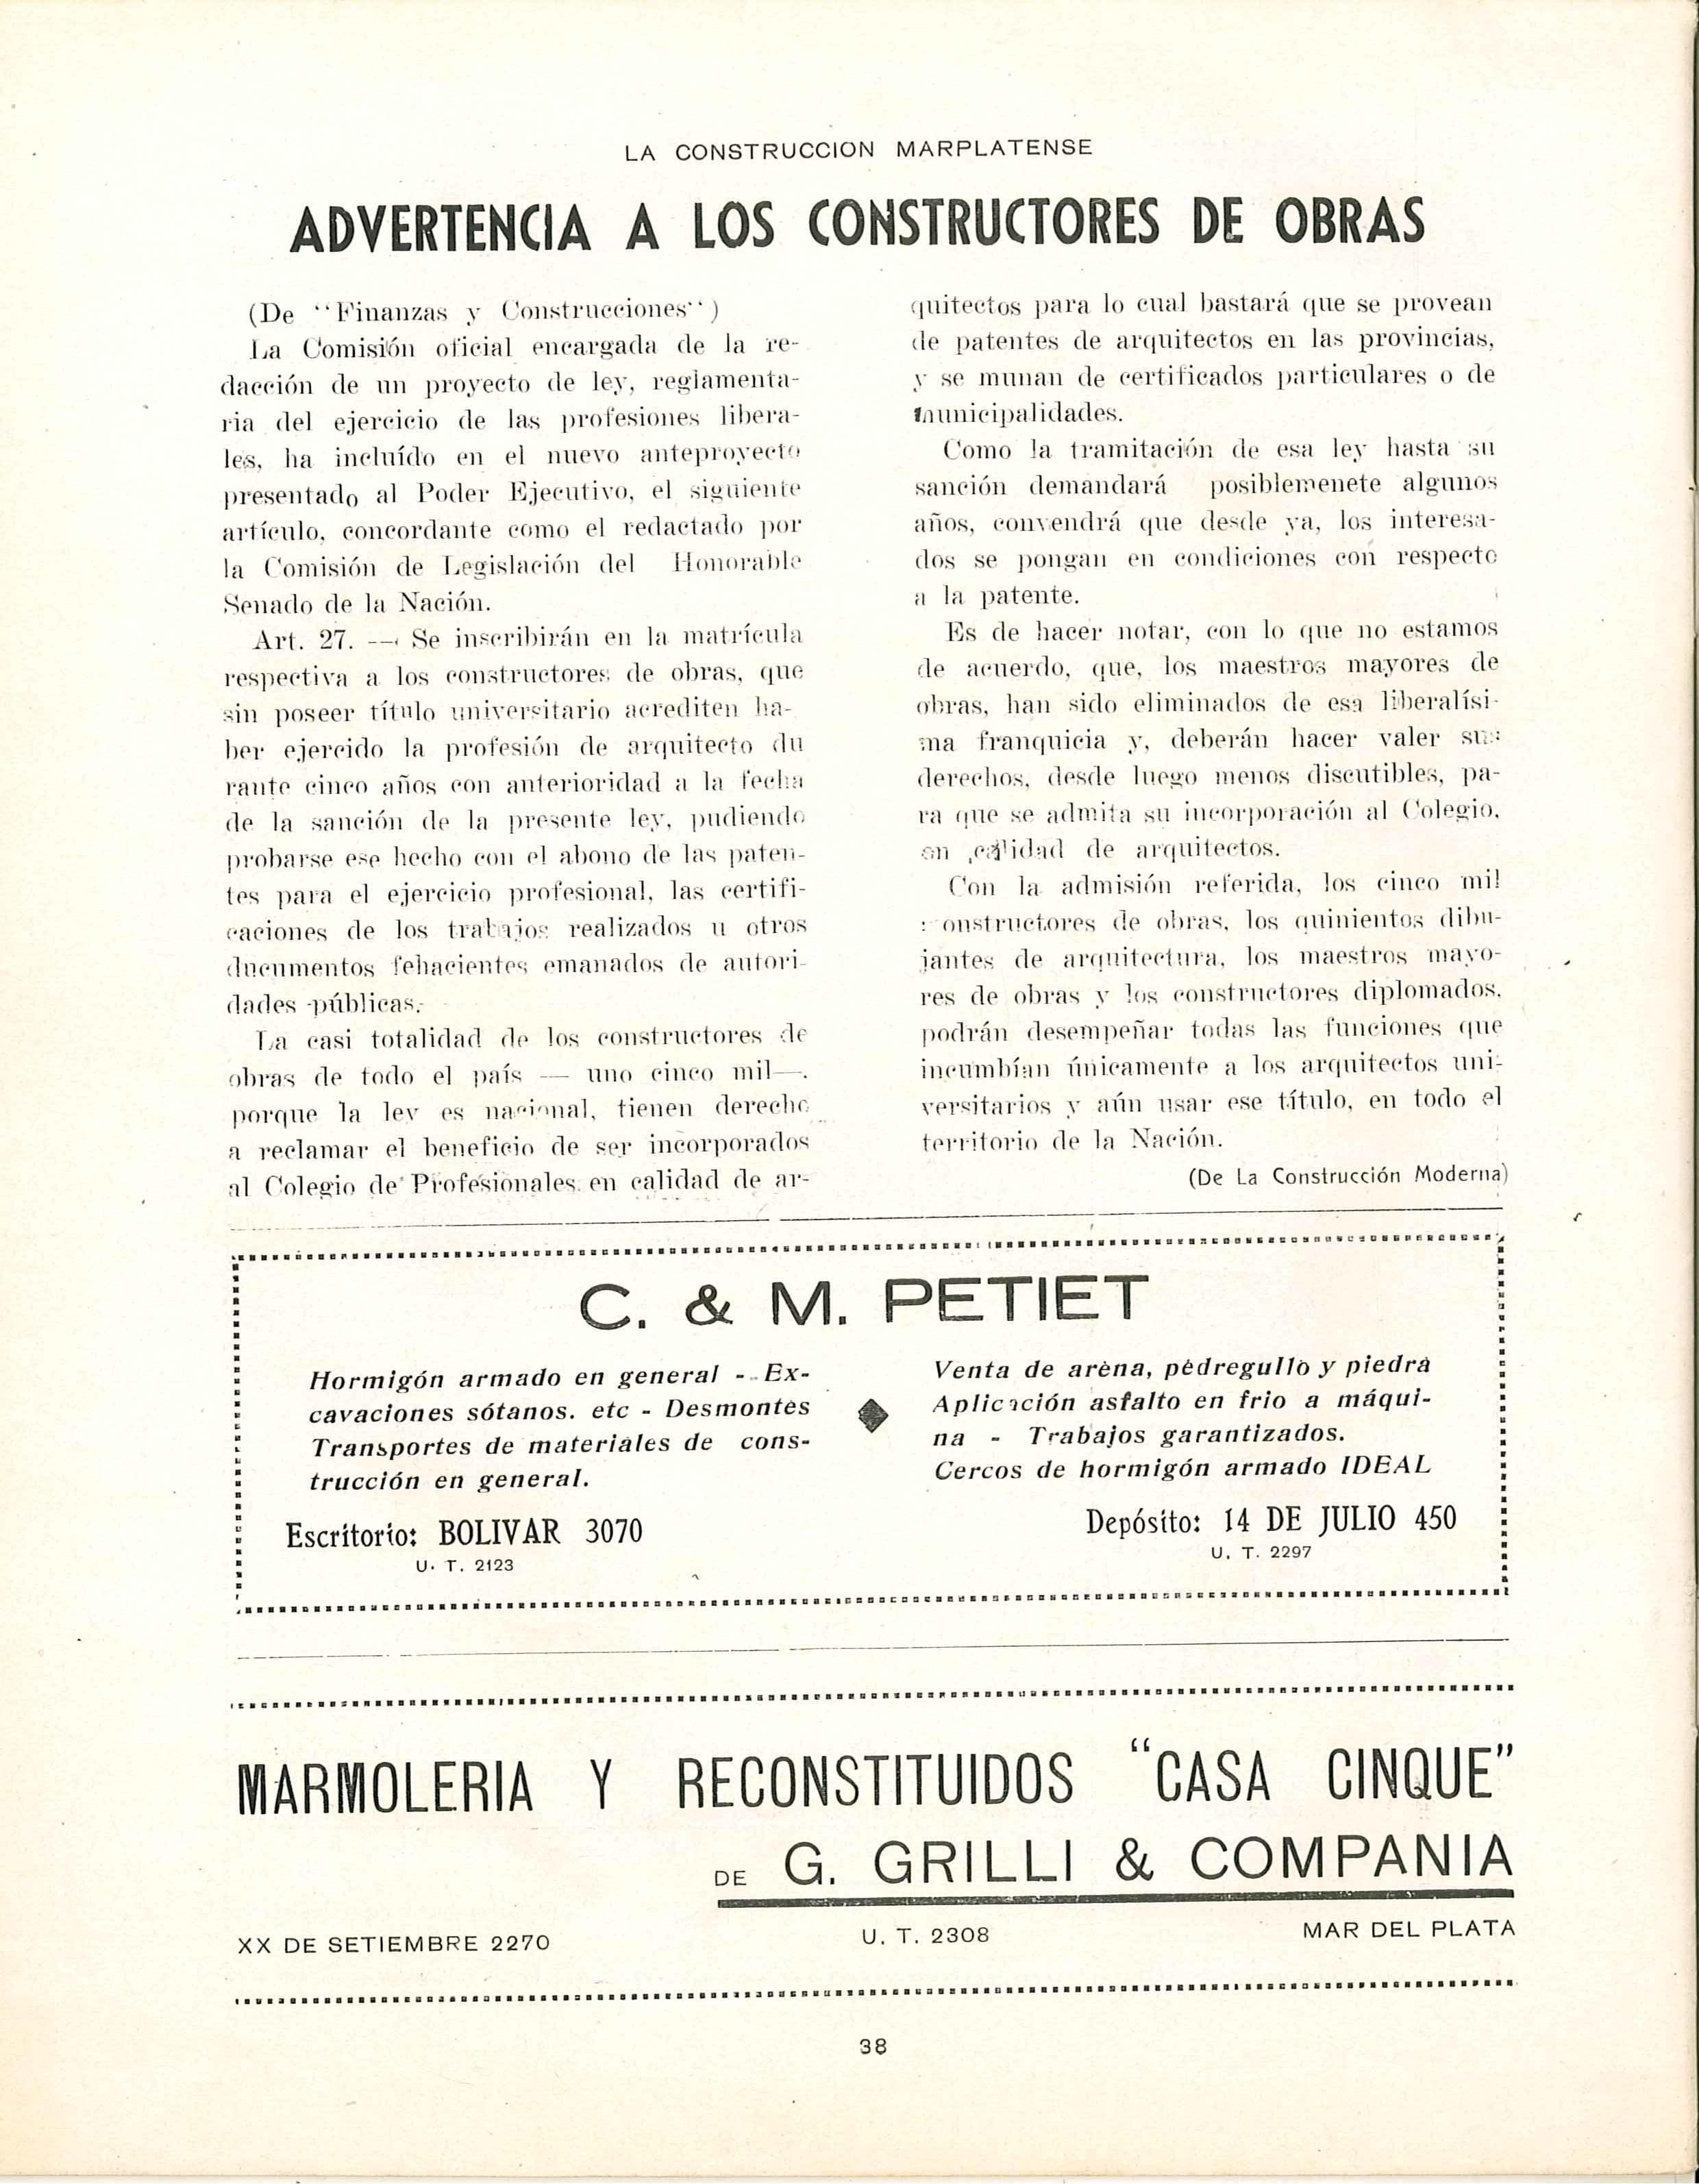 LA CONSTRUCCION MARPLATENSE
ADVERTENCIA A LOS CONSTRUCTORES DE OBRAS
(De "Finanzas y Construcciones")
La Comisión oficial encargada de la re-
dacción de un proyecto de ley, reglamenta-
ria del ejercicio de las profesiones libera-
les, ha incluído en el nuevo anteproyecto
presentado al Poder Ejecutivo, el siguiente
artículo, concordante como el redactado por
la Comisión de Legislación del Honorable
Senado de la Nación.
Art. 27. — Se inscribirán en la matrícula
respectiva a los constructores de obras, que
sin poseer título universitario acrediten ha-
ber ejercido la profesión de arquitecto du
rante cinco años con anterioridad a la fecha
de la sanción de la presente ley, pudiendo
probarse ese hecho con el abono de las paten-
tes para el ejercicio profesional, las certifi-
caciones de los trabajos realizados u otros
documentos fehacientes emanados de autori-
dades públicas.
La casi totalidad de los constructores de
obras de todo el país — uno cinco mil—.
porque la ley es nacional, tienen derecho
a reclamar el beneficio de ser incorporados
al Colegio de Profesionales en calidad de ar-
quitectos para lo cual bastará que se provean
de patentes de arquitectos en las provincias,
y se munan de certificados particulares o de
municipalidades.
Como la tramitación de esa ley hasta su
sanción demandará posiblemenete algunos
años, convendrá que desde ya, los interesa-
dos se pongan en condiciones con respecto
a la patente.
Es de hacer notar, con lo que no estamos
de acuerdo, que, los maestros mayores de
obras, han sido eliminados de esa liberalísi-
ma franquicia y, deberán hacer valer sus
derechos, desde luego menos discutibles, pa-
ra que se admita su incorporación al Colegio,
en calidad de arquitectos.
Con la admisión referida, los cinco mil
constructores de obras, los quinientos dibu-
jantes de arquitectura, los maestros mayo-
res de obras y los constructores diplomados,
podrán desempeñar todas las funciones que
incumbían únicamente a los arquitectos uni-
versitarios y aún usar ese título, en todo el
territorio de la Nación.
(De La Construcción Moderna)
C. & M. PETIET
Hormigón armado en general - - Ex-
cavaciones sótanos. etc - Desmontes
Transportes de materiales de cons-
trucción en general.
Escritorio: BOLIVAR 3070
U. T. 2123
Venta de arena, pedregullo y piedra
Aplicación asfalto en frio a máqui-
na - Trabajos garantizados.
Cercos de hormigón armado IDEAL
Depósito: 14 DE JULIO 450
U. T. 2297
MARMOLERIA Y RECONSTITUIDOS "CASA CINQUE"
DE G. GRILLI & COMPANIA
XX DE SETIEMBRE 2270 U. T. 2308 MAR DEL PLATA
38